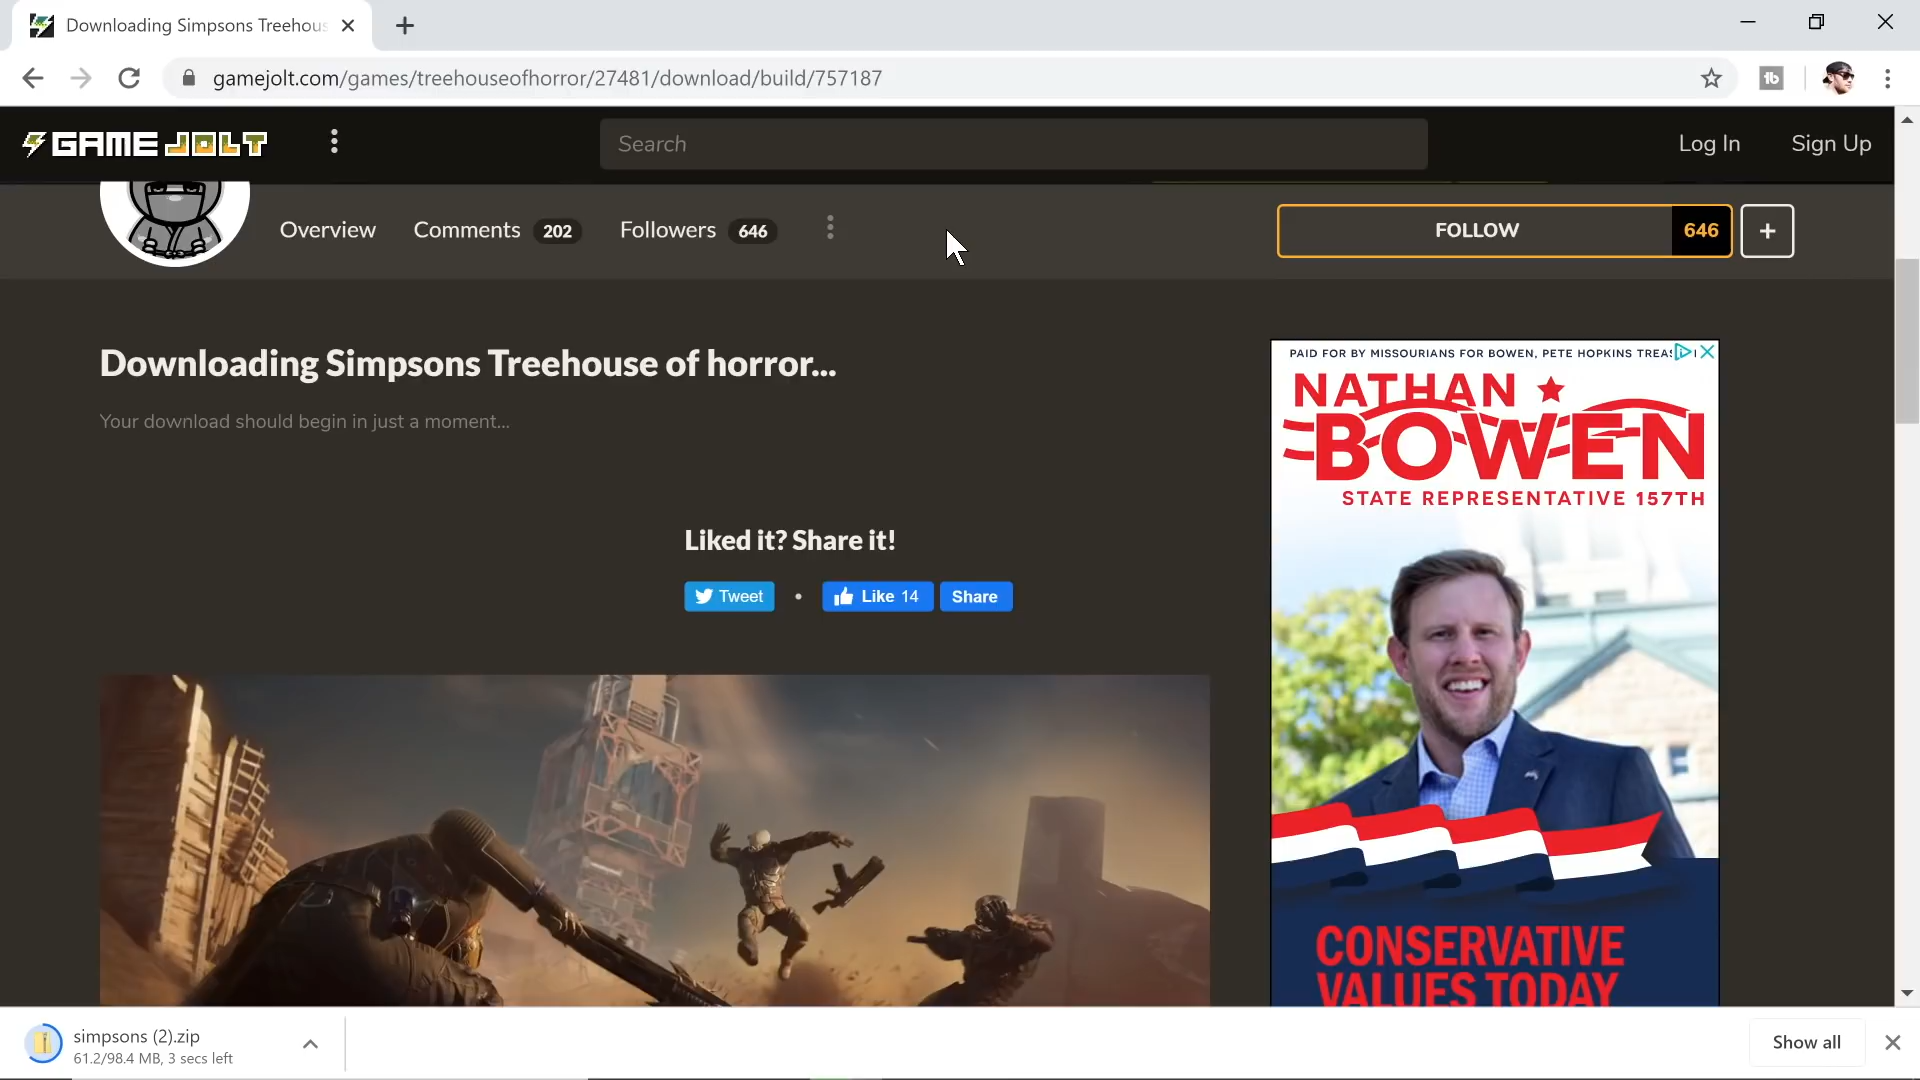 Downloading Simpsons Treehous
gamejolt.com/games/treehouseofhorror/27481/download/build/757187
GAME JOLT
Search
Log In
Sign Up
Overview
Comments 202
Followers 646
FOLLOW 646
Downloading Simpsons Treehouse of horror...
Your download should begin in just a moment...
Liked it? Share it!
Tweet
Like 14
Share
PAID FOR BY MISSOURIANS FOR BOWEN, PETE HOPKINS TREAS
NATHAN
BOWEN
STATE REPRESENTATIVE 157TH
CONSERVATIVE
VALUES TODAY
simpsons (2).zip
61.2/98.4 MB, 3 secs left
Show all